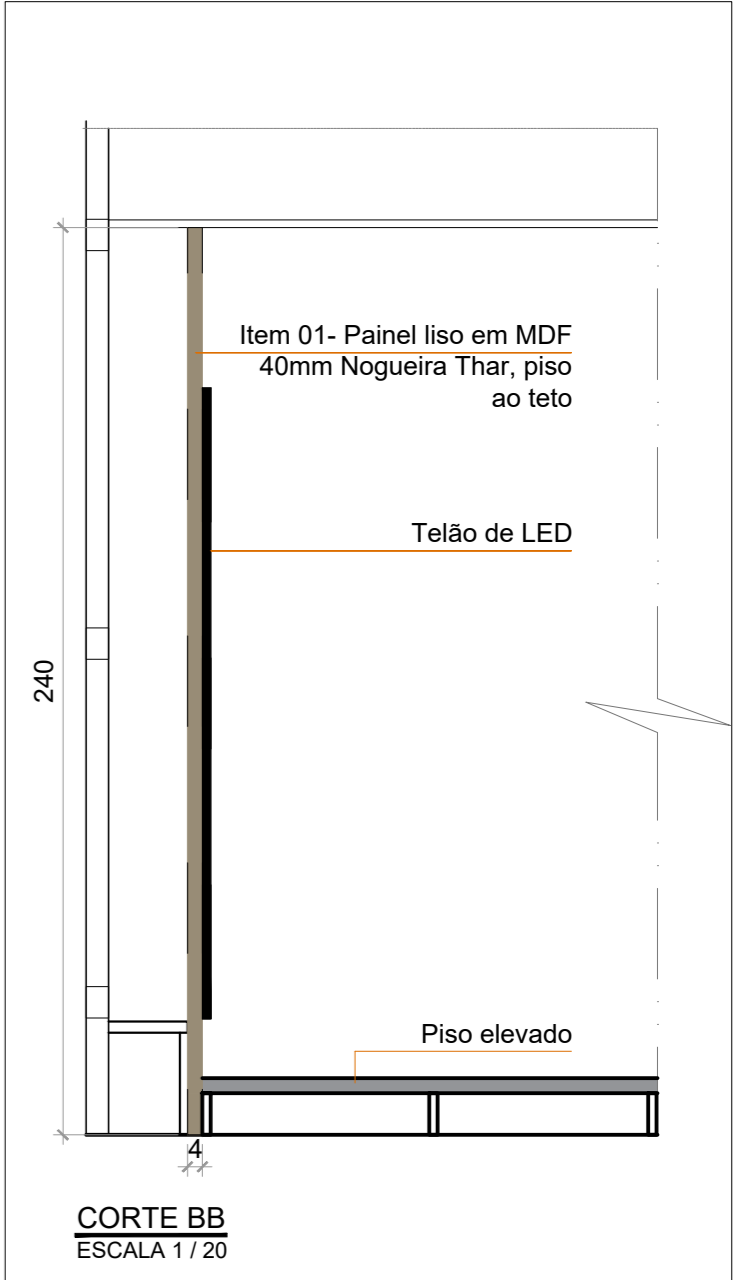 Item 01- Painel liso em MDF
40mm Nogueira Thar, piso
ao teto
Telão de LED
240
Piso elevado
4
CORTE BB
ESCALA 1 / 20